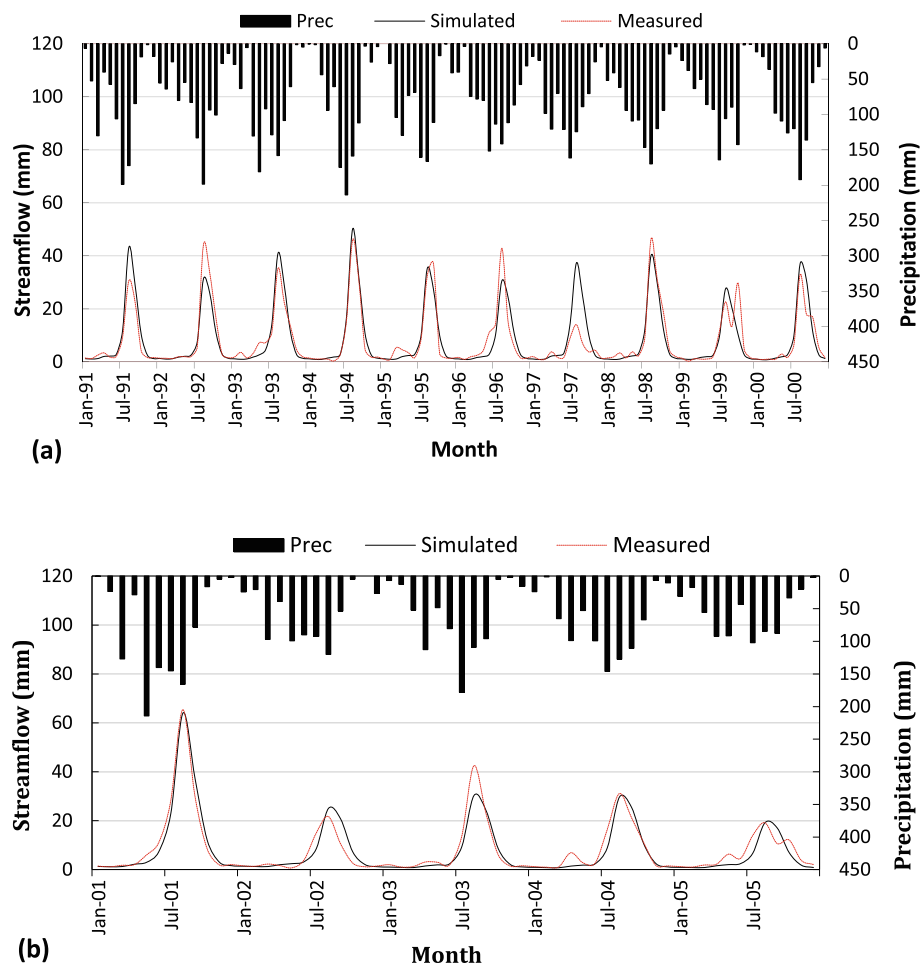 Prec Simulated Measured
120 100 80 60 40 20 0
Streamflow (mm)
0 50 100 150 200 250 300 350 400 450
Precipitation (mm)
Jan-91 Jul-91 Jan-92 Jul-92 Jan-93 Jul-93 Jan-94 Jul-94 Jan-95 Jul-95 Jan-96 Jul-96 Jan-97 Jul-97 Jan-98 Jul-98 Jan-99 Jul-99 Jan-00 Jul-00
Month
(a)
Prec Simulated Measured
120 100 80 60 40 20 0
Streamflow (mm)
0 50 100 150 200 250 300 350 400 450
Precipitation (mm)
Jan-01 Jul-01 Jan-02 Jul-02 Jan-03 Jul-03 Jan-04 Jul-04 Jan-05 Jul-05
Month
(b)